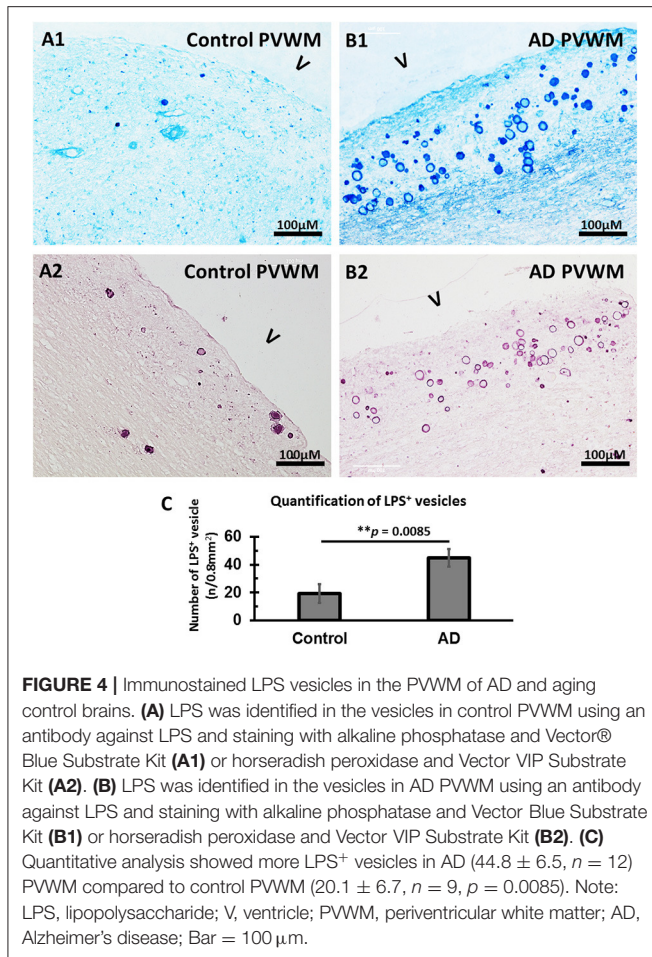 A1 Control PVWM
V
100μM
B1 AD PVWM
V
100μM
A2 Control PVWM
V
100μM
B2 AD PVWM
V
100μM
C Quantification of LPS⁺ vesicles
Number of LPS⁺ vesicle
(n/0.8mm²)
60
40
20
0
**p = 0.0085
Control AD
FIGURE 4 | Immunostained LPS vesicles in the PVWM of AD and aging
control brains. (A) LPS was identified in the vesicles in control PVWM using an
antibody against LPS and staining with alkaline phosphatase and Vector®
Blue Substrate Kit (A1) or horseradish peroxidase and Vector VIP Substrate
Kit (A2). (B) LPS was identified in the vesicles in AD PVWM using an antibody
against LPS and staining with alkaline phosphatase and Vector Blue Substrate
Kit (B1) or horseradish peroxidase and Vector VIP Substrate Kit (B2). (C)
Quantitative analysis showed more LPS⁺ vesicles in AD (44.8 ± 6.5, n = 12)
PVWM compared to control PVWM (20.1 ± 6.7, n = 9, p = 0.0085). Note:
LPS, lipopolysaccharide; V, ventricle; PVWM, periventricular white matter; AD,
Alzheimer's disease; Bar = 100 μm.